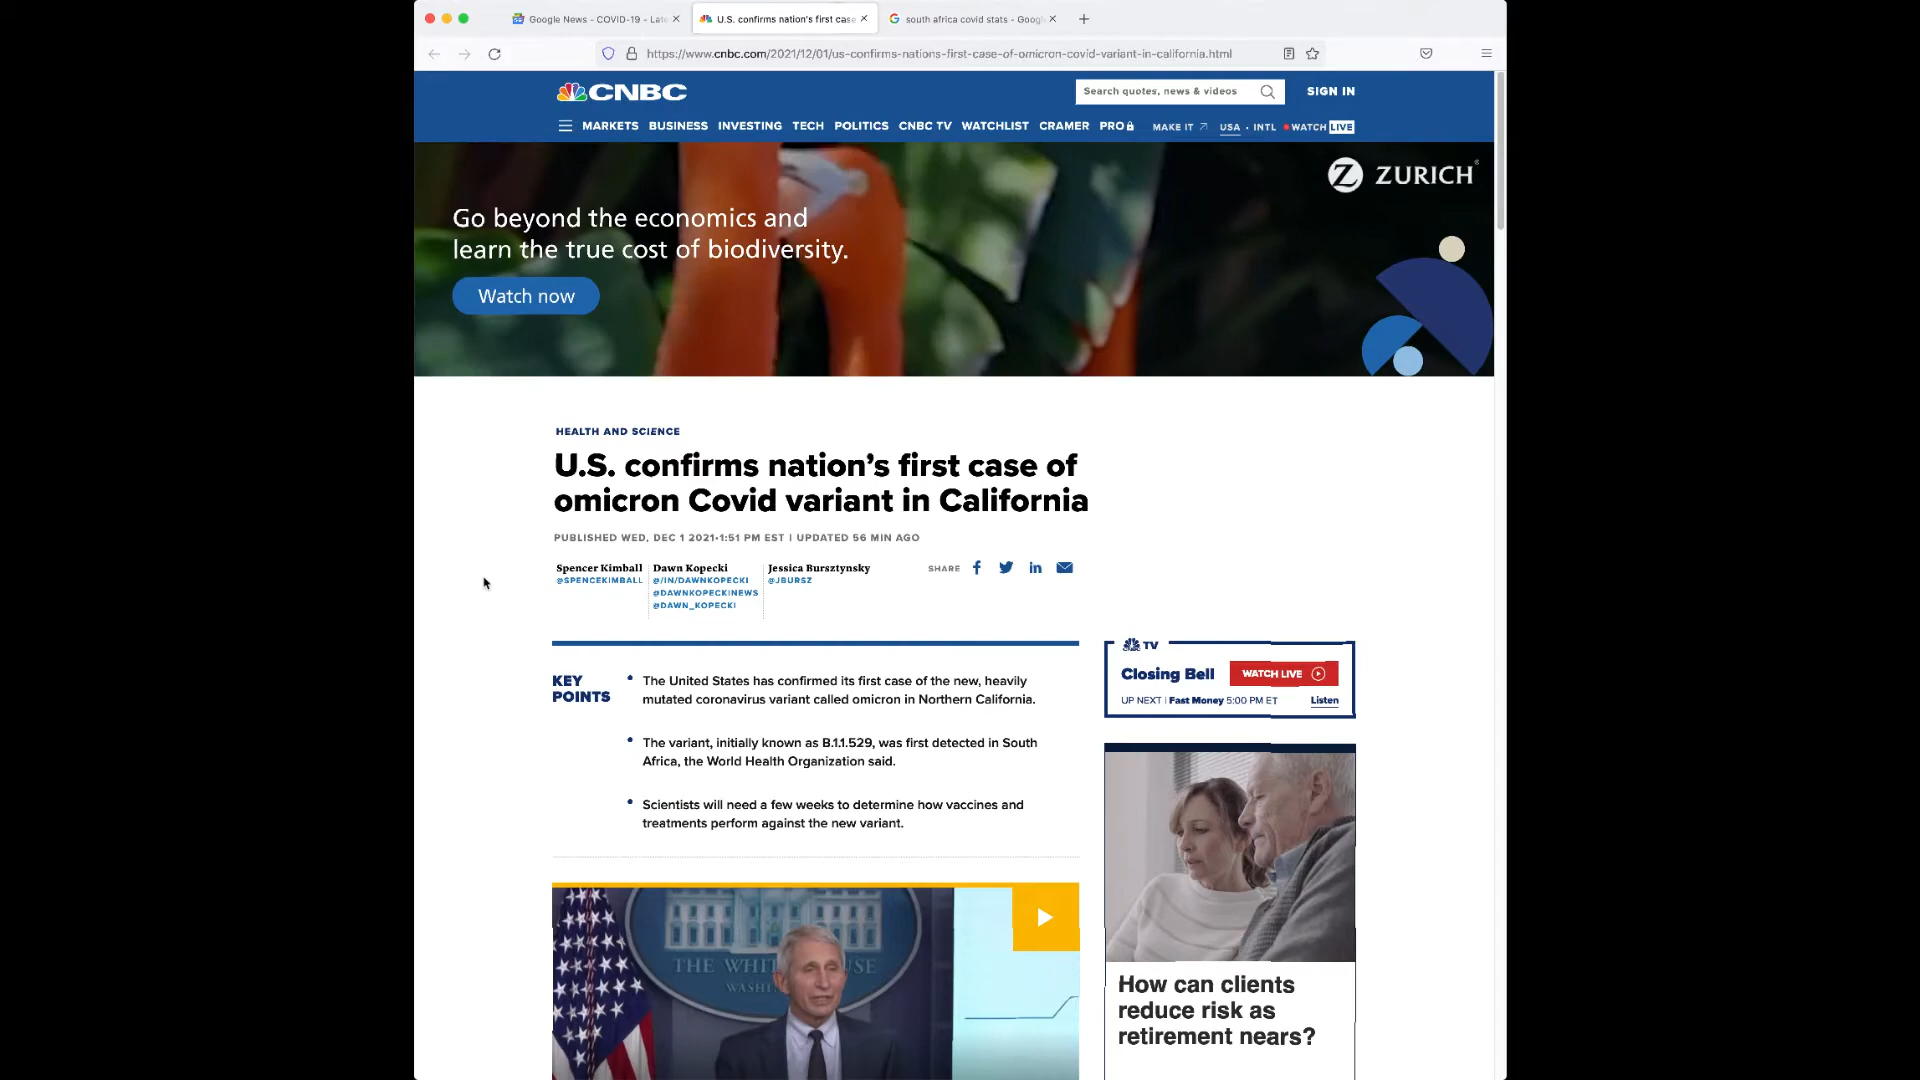 Google News - COVID-19 - Late
U.S. confirms nation's first case
south africa covid stats - Googl
https://www.cnbc.com/2021/12/01/us-confirms-nations-first-case-of-omicron-covid-variant-in-california.html
CNBC
Search quotes, news & videos
SIGN IN
MARKETS BUSINESS INVESTING TECH POLITICS CNBC TV WATCHLIST CRAMER PRO MAKE IT USA • INTL WATCH LIVE
ZURICH
Go beyond the economics and
learn the true cost of biodiversity.
Watch now
HEALTH AND SCIENCE
U.S. confirms nation’s first case of
omicron Covid variant in California
PUBLISHED WED, DEC 1 2021•1:51 PM EST | UPDATED 56 MIN AGO
Spencer Kimball
@SPENCEKIMBALL
Dawn Kopecki
@/IN/DAWNKOPECKI
@DAWNKOPECKINEWS
@DAWN_KOPECKI
Jessica Bursztynsky
@JBURSZ
SHARE
KEY
POINTS
• The United States has confirmed its first case of the new, heavily
mutated coronavirus variant called omicron in Northern California.
• The variant, initially known as B.1.1.529, was first detected in South
Africa, the World Health Organization said.
• Scientists will need a few weeks to determine how vaccines and
treatments perform against the new variant.
TV
Closing Bell
WATCH LIVE
UP NEXT | Fast Money 5:00 PM ET
Listen
THE WHI USE
WASHI
How can clients
reduce risk as
retirement nears?